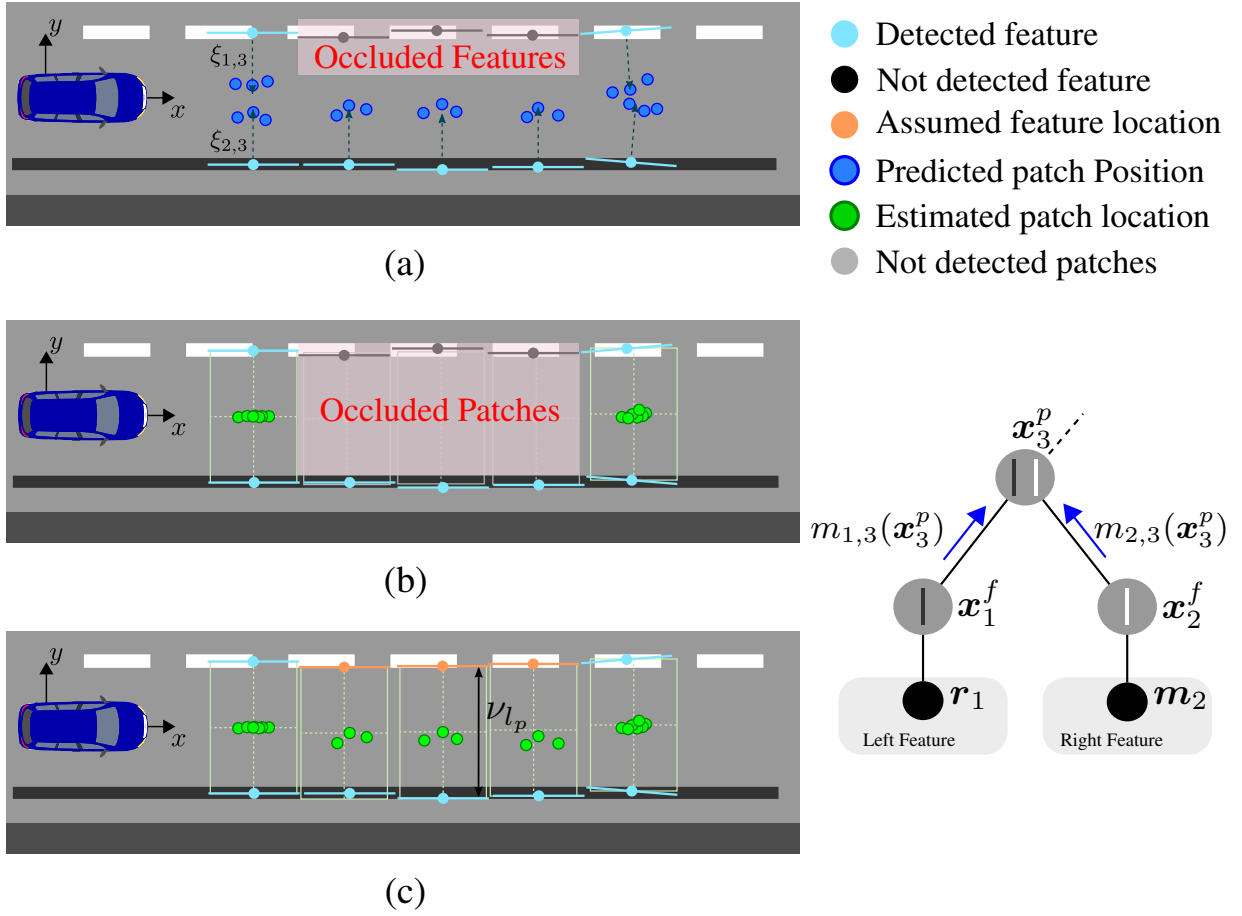 y
ξ1,3
Occluded Features
x
ξ2,3
(a)
y
Occluded Patches
x
(b)
y
νlp
x
(c)
Detected feature
Not detected feature
Assumed feature location
Predicted patch Position
Estimated patch location
Not detected patches
x₃ᵖ
m₁,₃(x₃ᵖ) m₂,₃(x₃ᵖ)
x₁ᶠ x₂ᶠ
r₁ m₂
Left Feature Right Feature